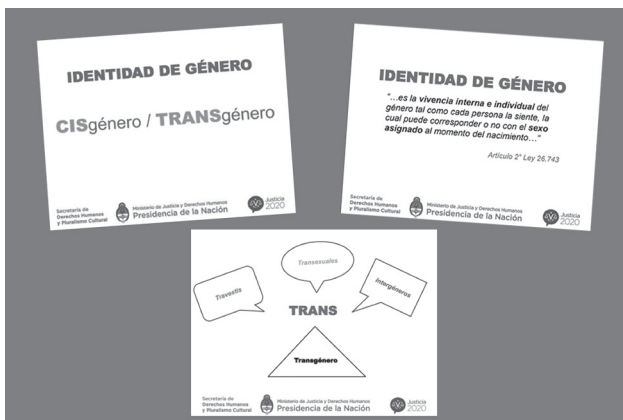 IDENTIDAD DE GÉNERO
CISgénero / TRANSgénero
Secretaría de
Derechos Humanos
y Pluralismo Cultural
Ministerio de Justicia y Derechos Humanos
Presidencia de la Nación
Justicia
2020
IDENTIDAD DE GÉNERO
"...es la vivencia interna e individual del
género tal como cada persona la siente, la
cual puede corresponder o no con el sexo
asignado al momento del nacimiento..."
Artículo 2° Ley 26.743
Secretaría de
Derechos Humanos
y Pluralismo Cultural
Ministerio de Justicia y Derechos Humanos
Presidencia de la Nación
Justicia
2020
Travestis
Transexuales
Intergéneros
TRANS
Transgénero
Secretaría de
Derechos Humanos
y Pluralismo Cultural
Ministerio de Justicia y Derechos Humanos
Presidencia de la Nación
Justicia
2020